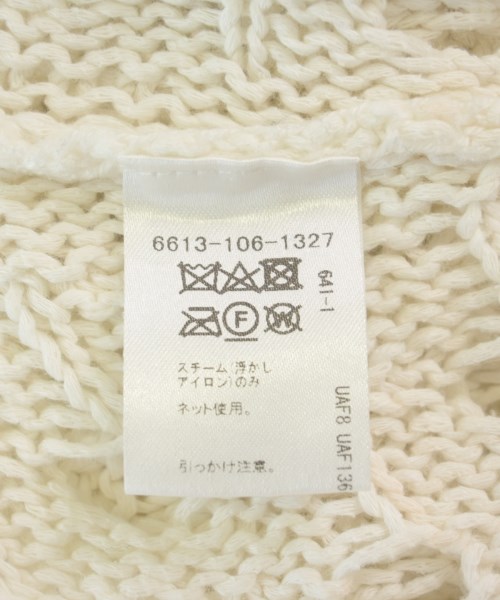 6613-106-1327
641-1
F
W
スチーム(浮かし
アイロン)のみ
ネット使用。
UAF8 UAF136
引っかけ注意。